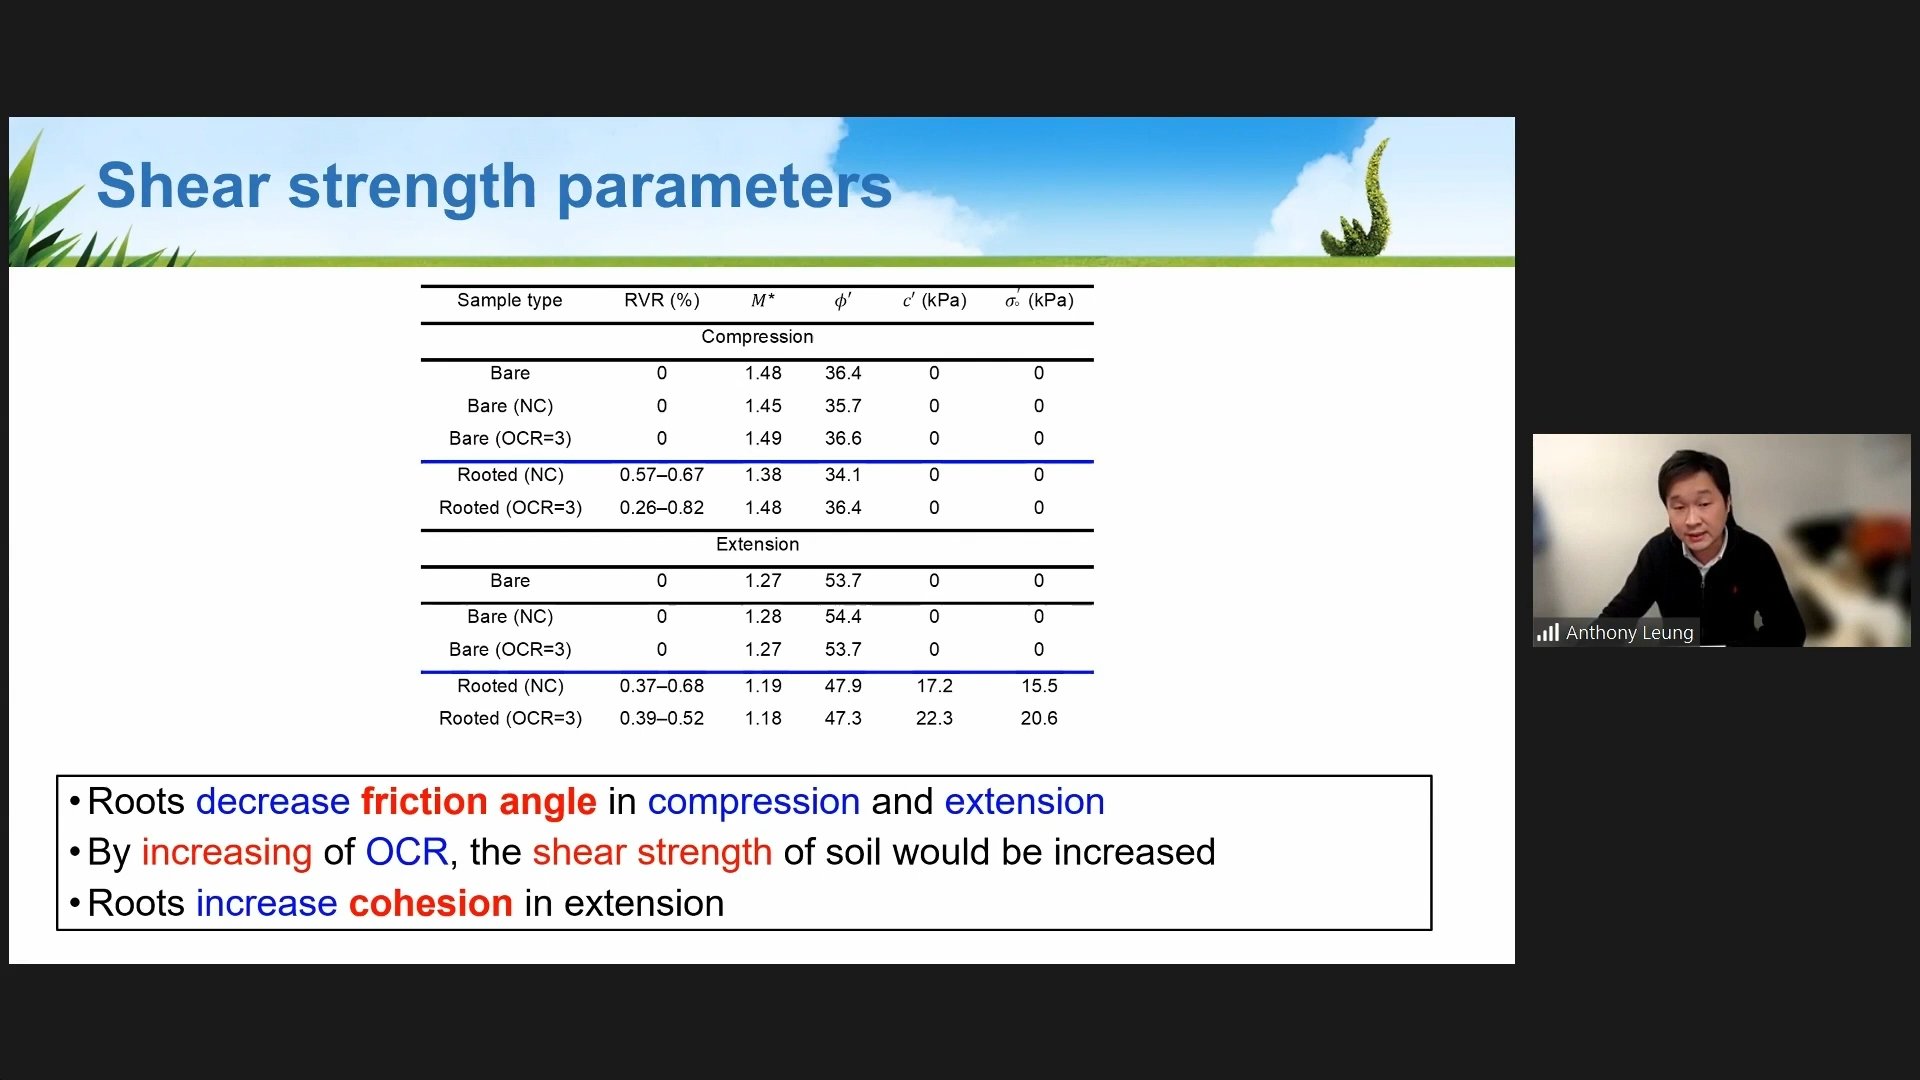 Shear strength parameters
Sample type RVR (%) M* ϕ′ c′ (kPa) σ₀′ (kPa)
Compression
Bare 0 1.48 36.4 0 0
Bare (NC) 0 1.45 35.7 0 0
Bare (OCR=3) 0 1.49 36.6 0 0
Rooted (NC) 0.57–0.67 1.38 34.1 0 0
Rooted (OCR=3) 0.26–0.82 1.48 36.4 0 0
Extension
Bare 0 1.27 53.7 0 0
Bare (NC) 0 1.28 54.4 0 0
Bare (OCR=3) 0 1.27 53.7 0 0
Rooted (NC) 0.37–0.68 1.19 47.9 17.2 15.5
Rooted (OCR=3) 0.39–0.52 1.18 47.3 22.3 20.6
• Roots decrease friction angle in compression and extension
• By increasing of OCR, the shear strength of soil would be increased
• Roots increase cohesion in extension
Anthony Leung